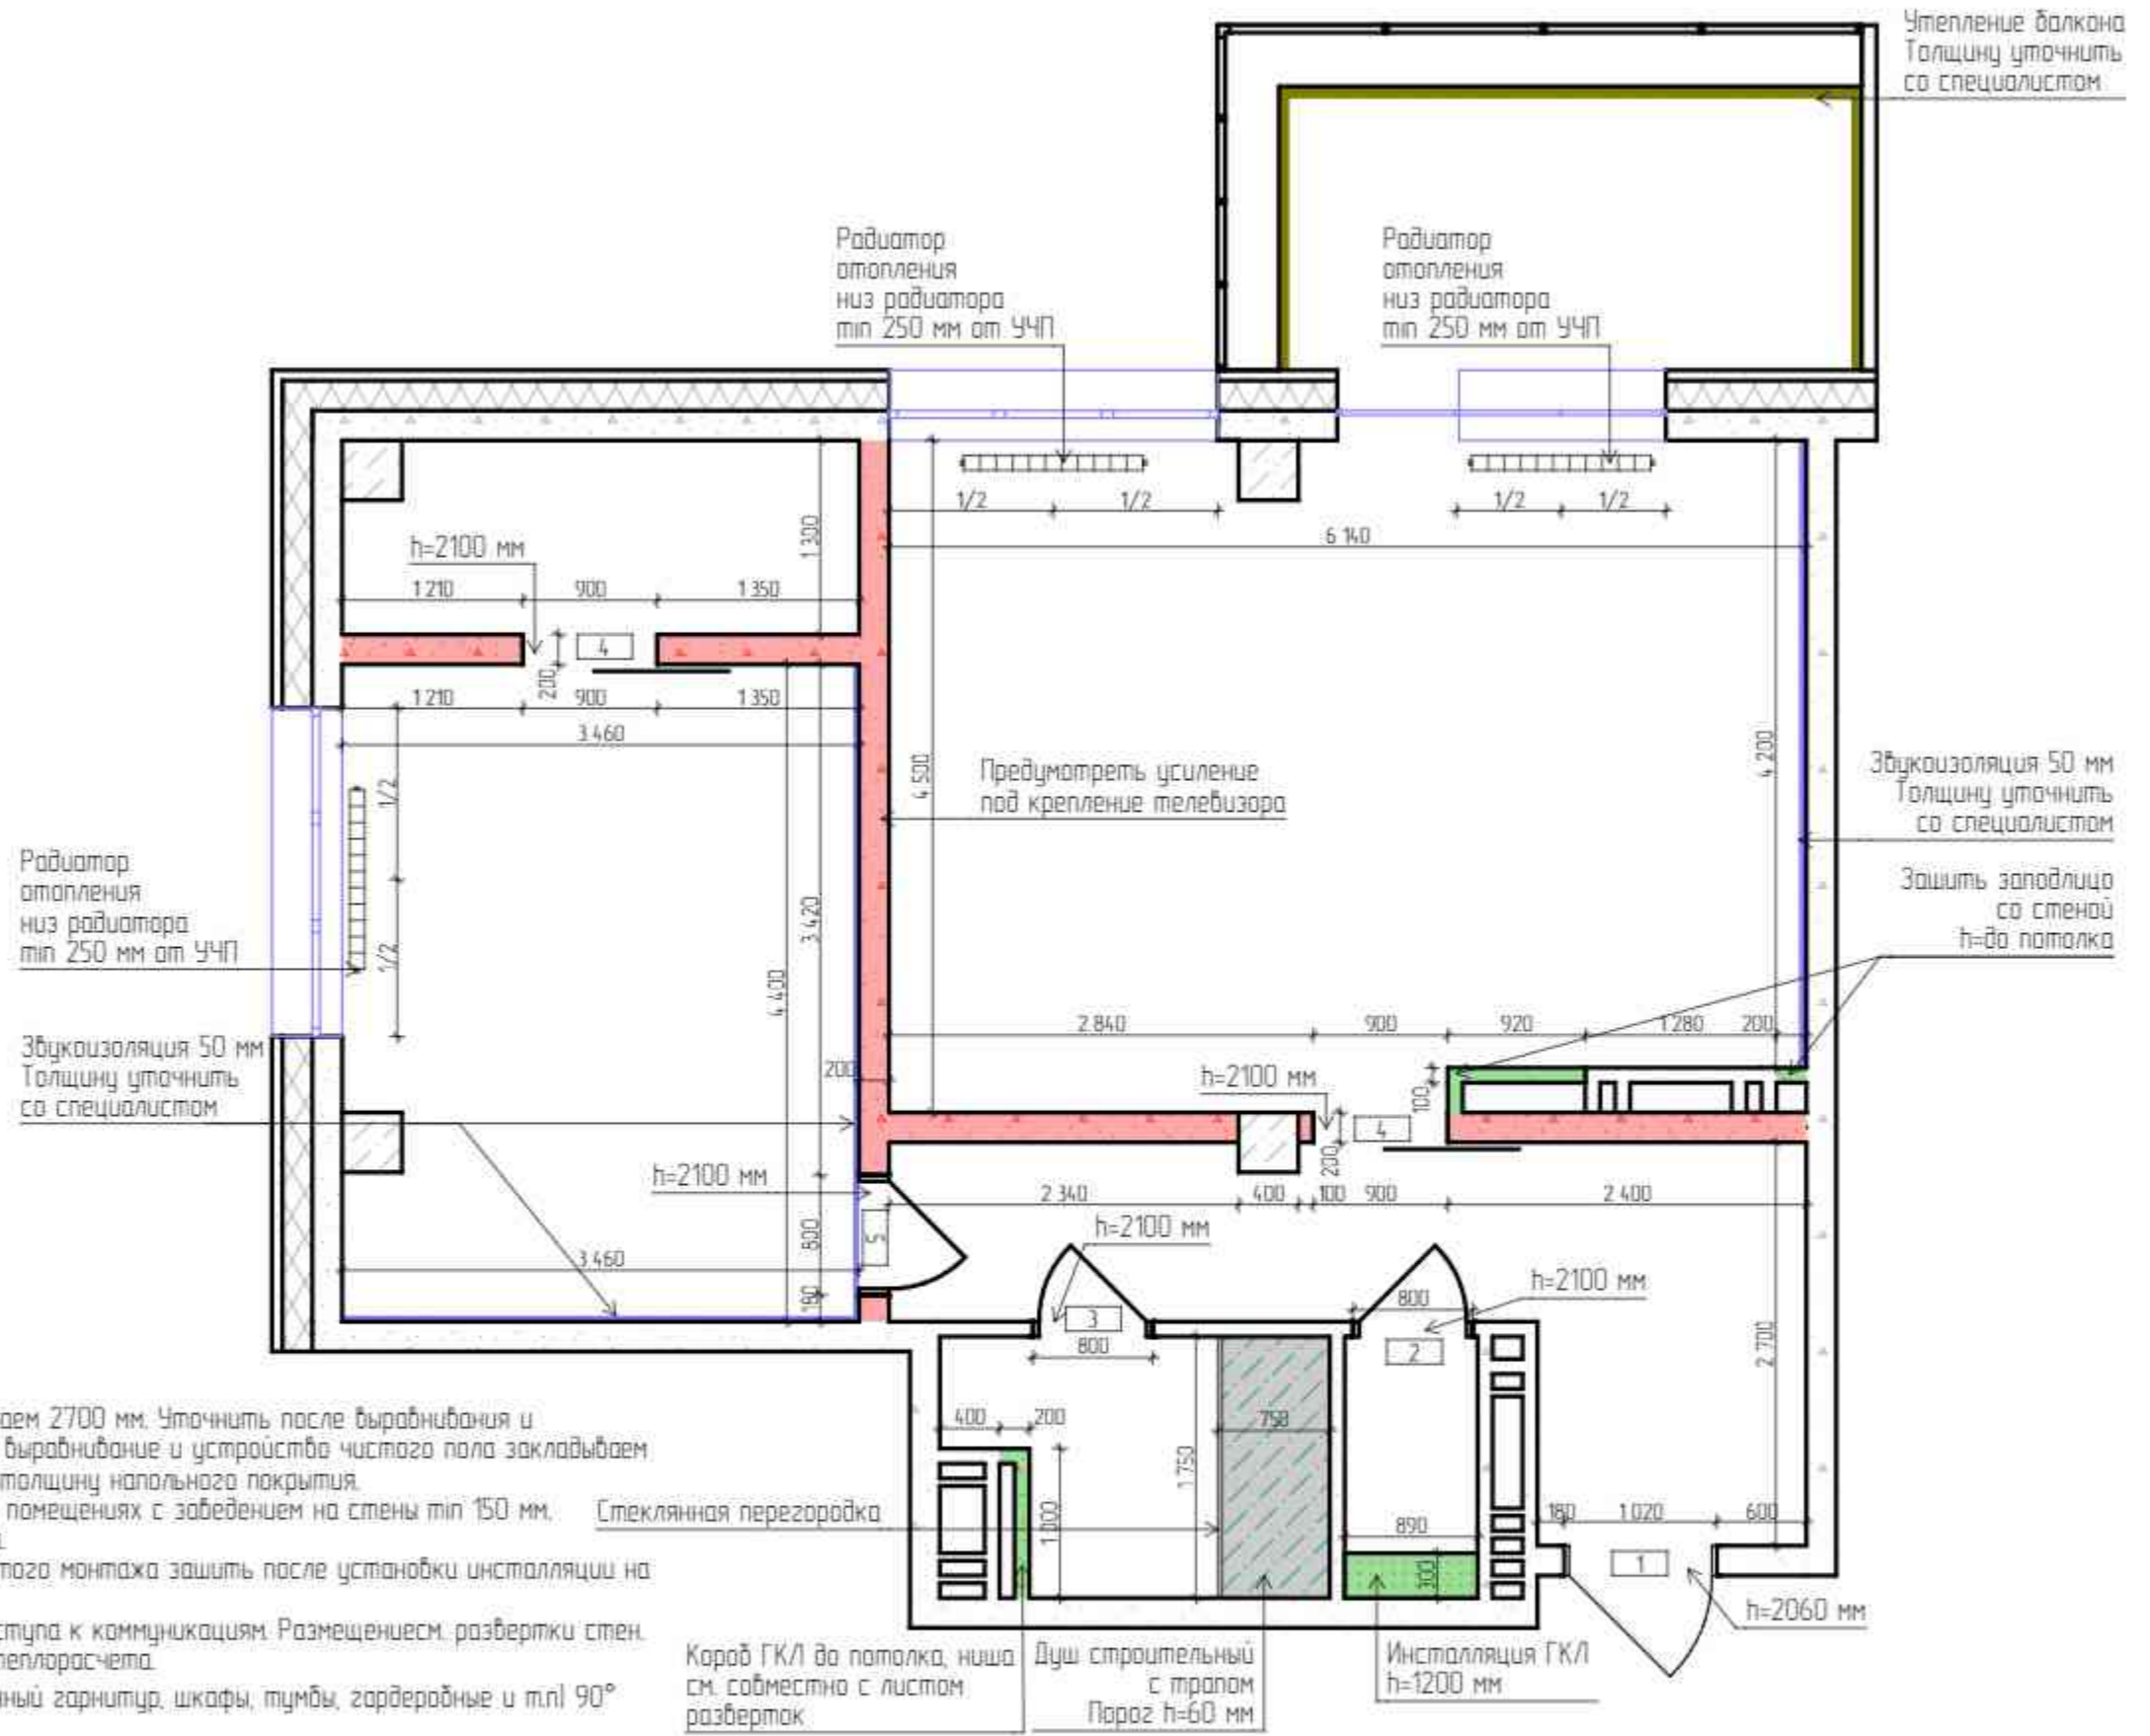 Утепление балкона
Толщину уточнить
со специалистом
Радиатор
отопления
низ радиатора
min 250 мм от УЧП
Радиатор
отопления
низ радиатора
min 250 мм от УЧП
1/2
1/2
1/2
1/2
6 140
h=2100 мм
1 300
1 210
900
1 350
4
200
1 210
900
1 350
3 460
1/2
1/2
4 500
Предумотреть усиление
под крепление телевизора
4 200
Звукоизоляция 50 мм
Толщину уточнить
со специалистом
Зашить заподлицо
со стеной
h=до потолка
Радиатор
отопления
низ радиатора
min 250 мм от УЧП
3 420
4 400
2 840
900
920
1 280
200
Звукоизоляция 50 мм
Толщину уточнить
со специалистом
200
h=2100 мм
100
4
200
h=2100 мм
2 340
400
100
900
2 400
5
800
180
3 460
h=2100 мм
h=2100 мм
3
800
800
2
2 700
400
200
758
1 750
1 000
890
300
180
1 020
600
1
h=2060 мм
аем 2700 мм. Уточнить после выравнивания и
выравнивание и устройство чистого пола закладываем
толщину напольного покрытия.
помещениях с заведением на стены min 150 мм.
Стеклянная перегородка
того монтажа зашить после установки инсталляции на
ступа к коммуникациям. Размещениесм. развертки стен.
теплорасчета.
ный гарнитур, шкафы, тумбы, гардеробные и т.п) 90°
Короб ГКЛ до потолка, ниша
см. совместно с листом
разверток
Душ строительный
с трапом
Порог h=60 мм
Инсталляция ГКЛ
h=1200 мм